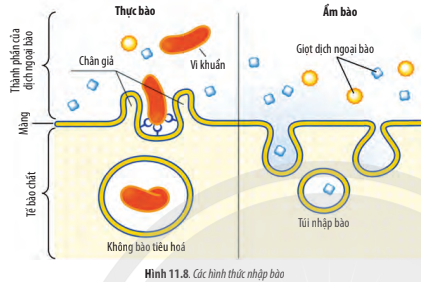 Thực bào
Ẩm bào
Thành phần của
dịch ngoại bào
Màng
Tế bào chất
Chân giả
Vi khuẩn
Giọt dịch ngoại bào
Không bào tiêu hoá
Túi nhập bào
Hình 11.8. Các hình thức nhập bào